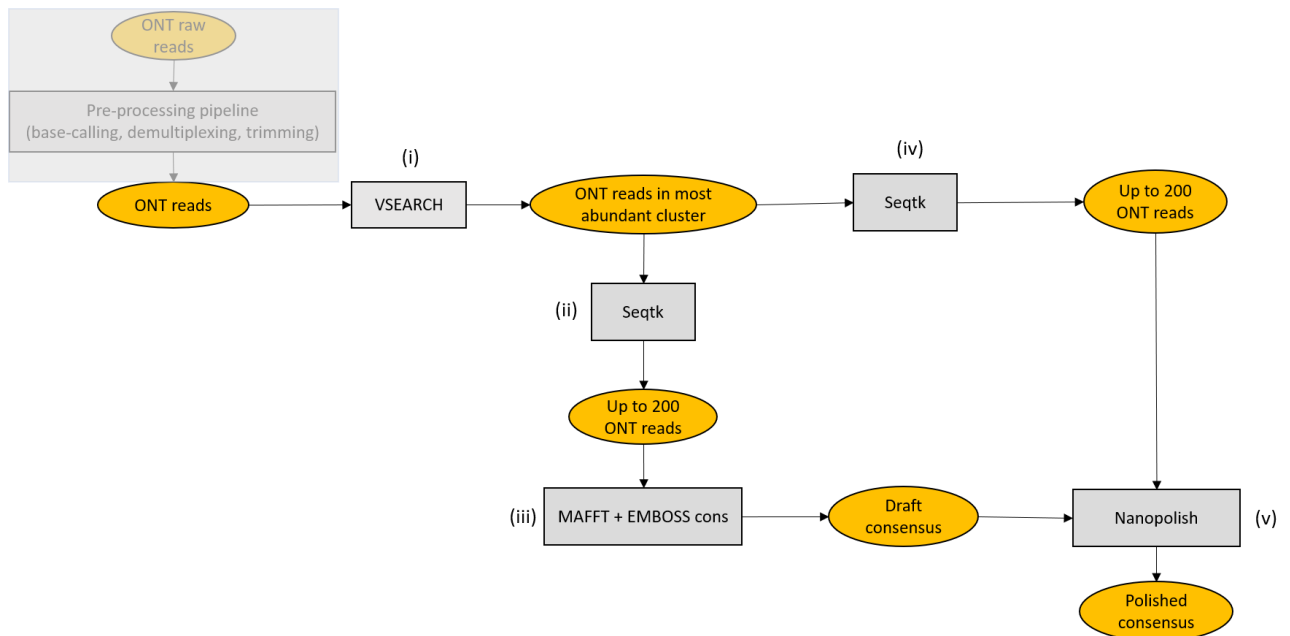 ONT raw
reads
Pre-processing pipeline
(base-calling, demultiplexing, trimming)
(i)
(iv)
ONT reads
VSEARCH
ONT reads in most
abundant cluster
Seqtk
Up to 200
ONT reads
(ii)
Seqtk
Up to 200
ONT reads
(iii)
MAFFT + EMBOSS cons
Draft
consensus
Nanopolish
(v)
Polished
consensus